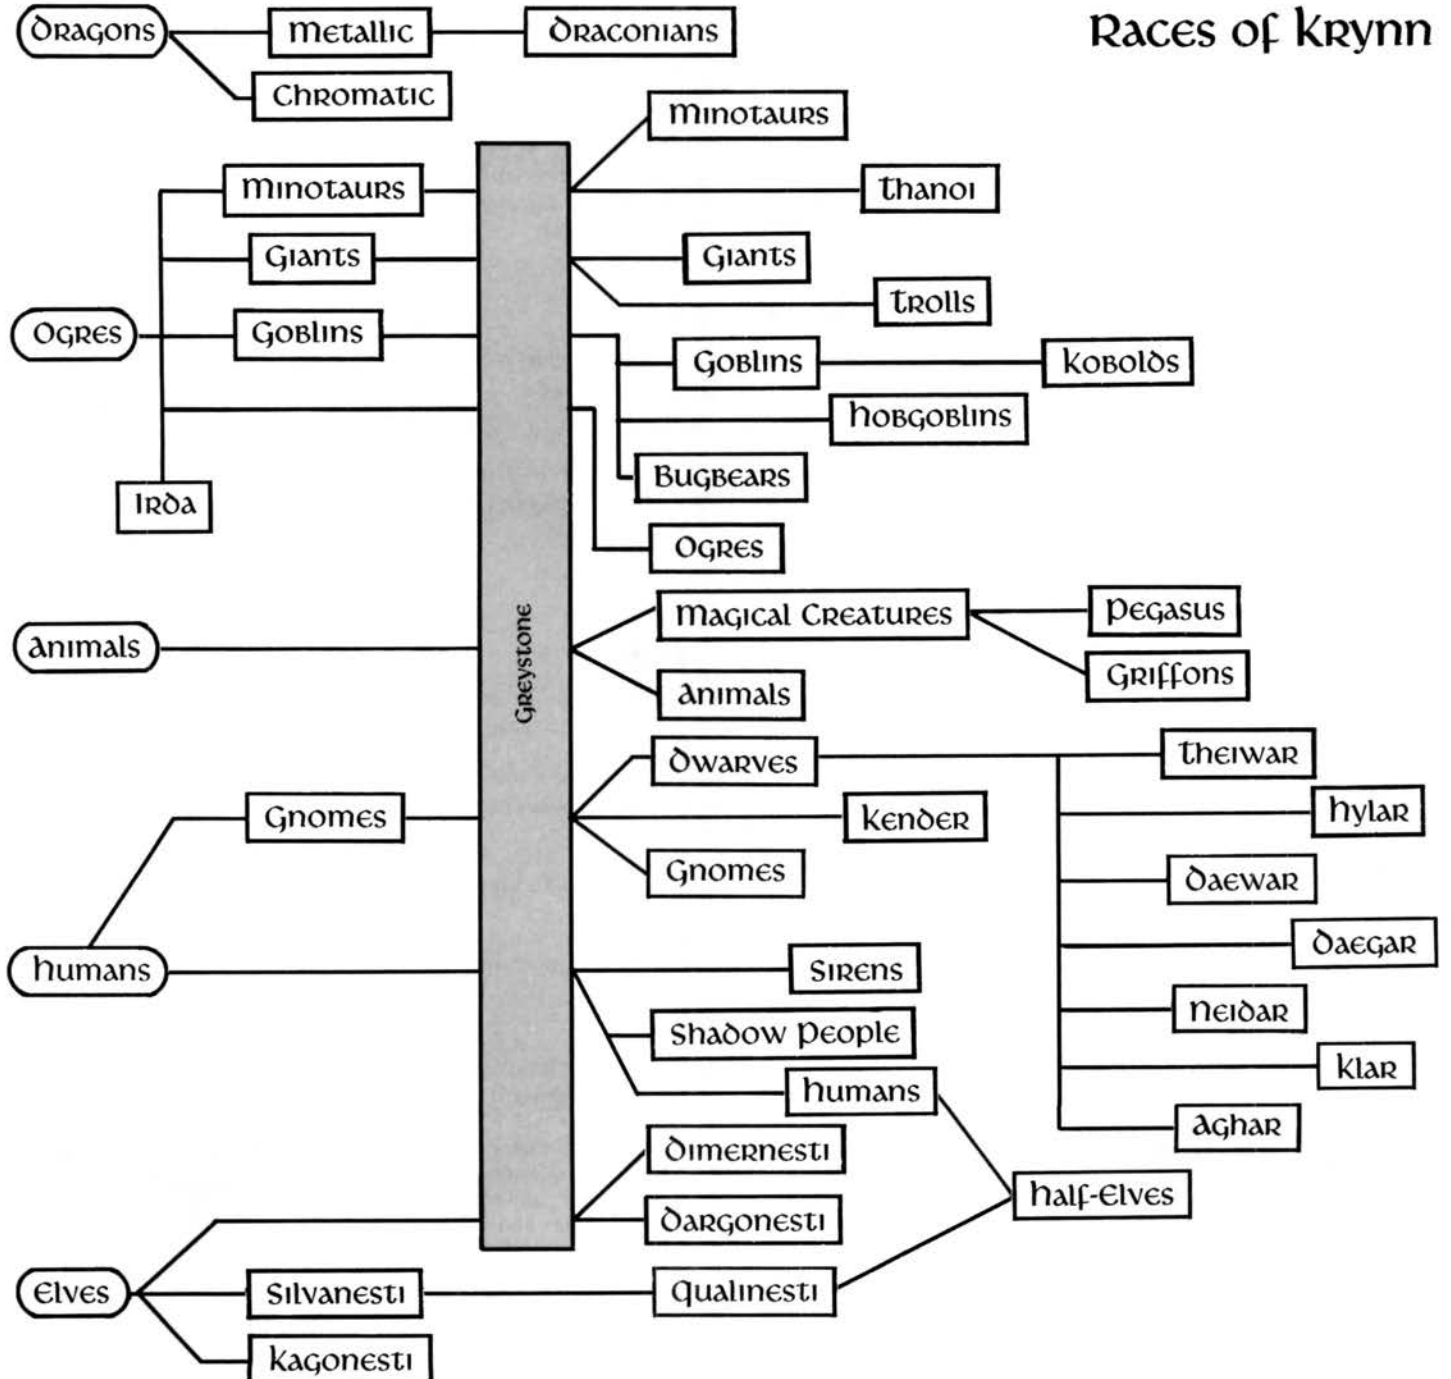 Races of Krynn
Dragons
Metallic
Draconians
Chromatic
Minotaurs
Minotaurs
Thanoi
Giants
Giants
Trolls
Ogres
Goblins
Goblins
Kobolds
Hobgoblins
Bugbears
Irda
Ogres
Greystone
Animals
Magical Creatures
Pegasus
Griffons
Animals
Dwarves
Theiwar
Gnomes
Kender
Hylar
Gnomes
Daewar
Daegar
Humans
Sirens
Neidar
Shadow People
Klar
Humans
Aghar
Dimernesti
Half-Elves
Dargonesti
Elves
Silvanesti
Qualinesti
Kagonesti